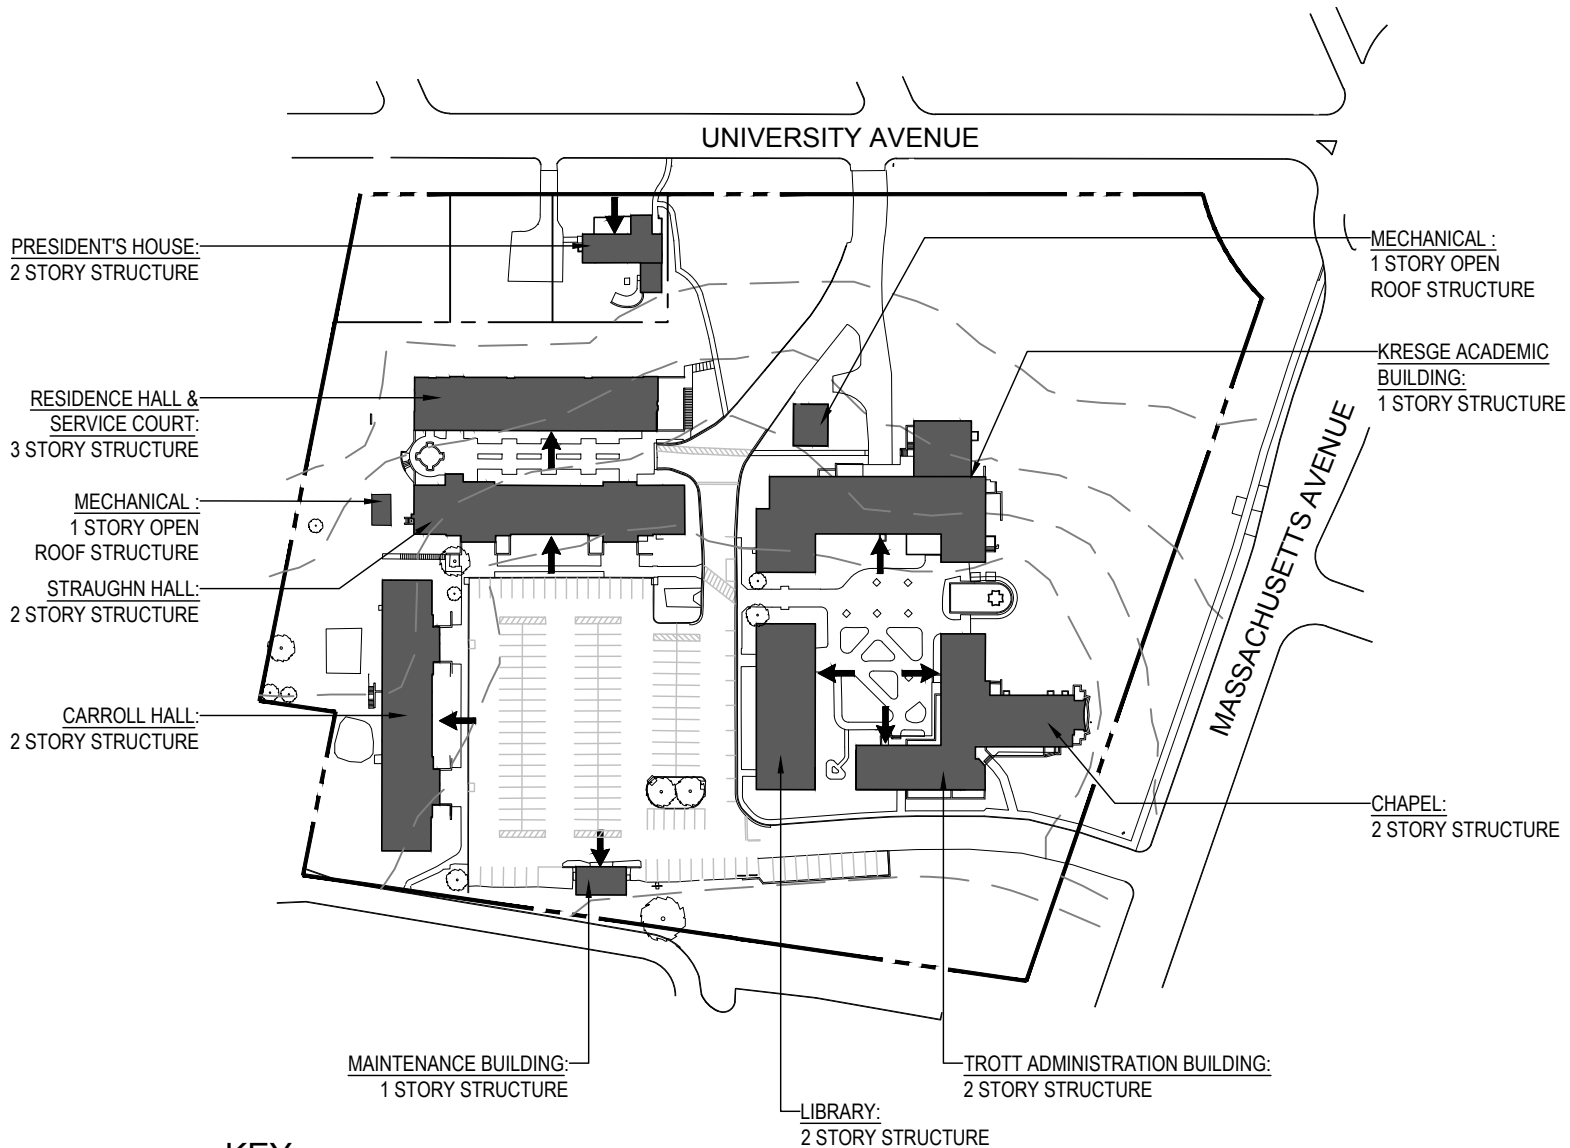 UNIVERSITY AVENUE
PRESIDENT'S HOUSE:
2 STORY STRUCTURE
MECHANICAL :
1 STORY OPEN
ROOF STRUCTURE
KRESGE ACADEMIC
BUILDING:
1 STORY STRUCTURE
RESIDENCE HALL &
SERVICE COURT:
3 STORY STRUCTURE
MECHANICAL :
1 STORY OPEN
ROOF STRUCTURE
STRAUGHN HALL:
2 STORY STRUCTURE
MASSACHUSETTS AVENUE
CARROLL HALL:
2 STORY STRUCTURE
CHAPEL:
2 STORY STRUCTURE
MAINTENANCE BUILDING:
1 STORY STRUCTURE
TROTT ADMINISTRATION BUILDING:
2 STORY STRUCTURE
LIBRARY:
2 STORY STRUCTURE
KEY